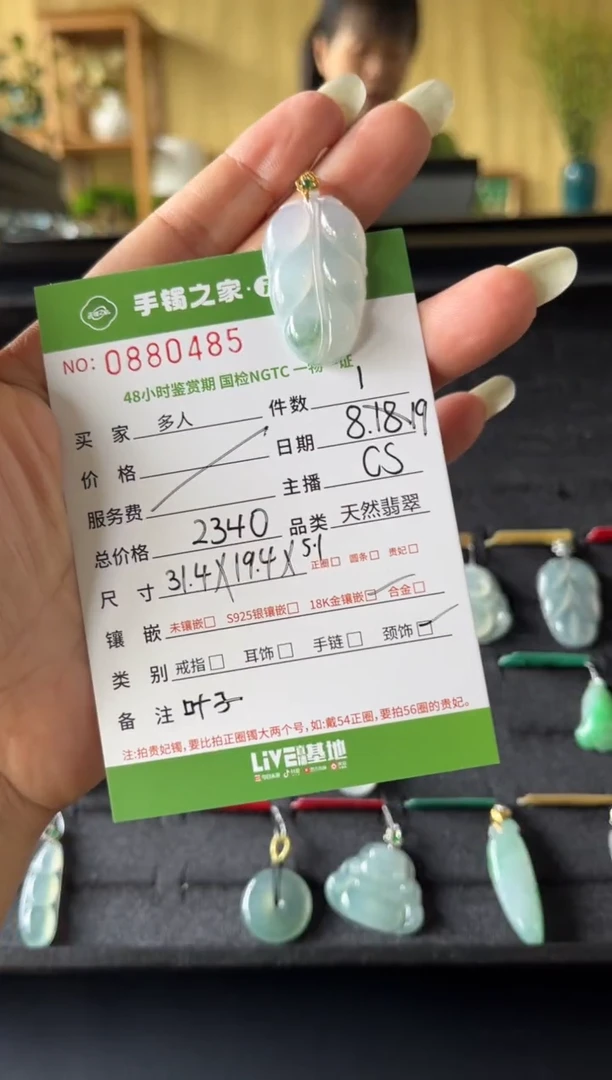 手镯之家·
NO: 0880485
48小时鉴赏期 国检NGTC 一物一证
买家 多人 件数 1
价格 日期 8.18.19
服务费 主播 CS
总价格 2340 品类 天然翡翠
尺寸 31.4X19.4X5.1 正圈□ 圆条□ 贵妃□
镶嵌 未镶嵌□ S925银镶嵌□ 18K金镶嵌☑ 合金□
类别 戒指□ 耳饰□ 手链□ 颈饰☑
备注 叶子
注:拍贵妃镯,要比拍正圈镯大两个号,如:戴54正圈,要拍56圈的贵妃。
LIVE 基地